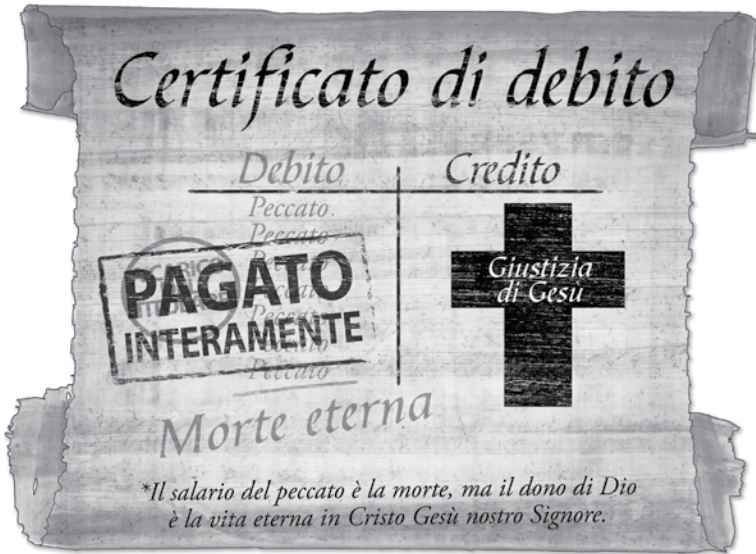 Certificato di debito
Debito
Credito
Peccato
Peccato
Peccato
Peccato
PAGATO
INTERAMENTE
Morte eterna
Giustizia
di Gesù
*Il salario del peccato è la morte, ma il dono di Dio
è la vita eterna in Cristo Gesù nostro Signore.